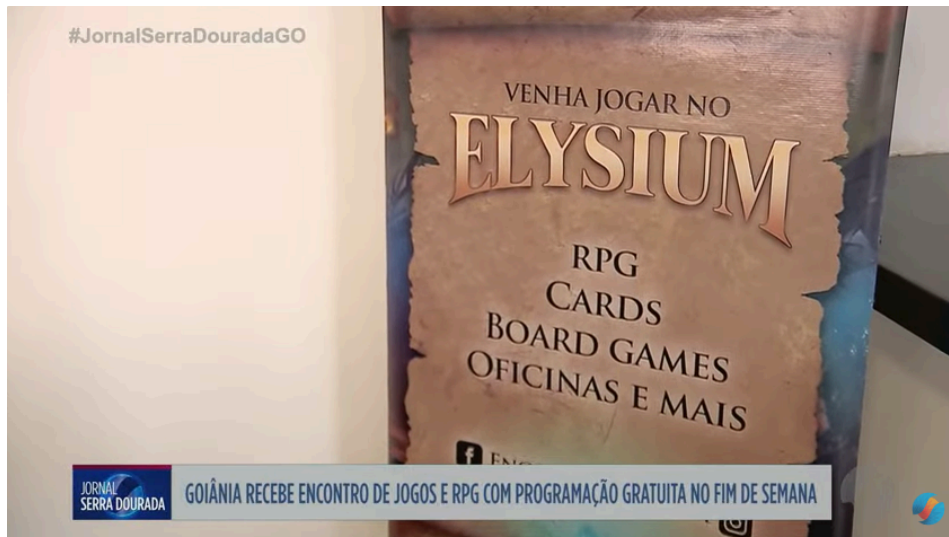 #JornalSerraDouradaGO
VENHA JOGAR NO
ELYSIUM
RPG
CARDS
BOARD GAMES
OFICINAS E MAIS
JORNAL
SERRA DOURADA
GOIÂNIA RECEBE ENCONTRO DE JOGOS E RPG COM PROGRAMAÇÃO GRATUITA NO FIM DE SEMANA